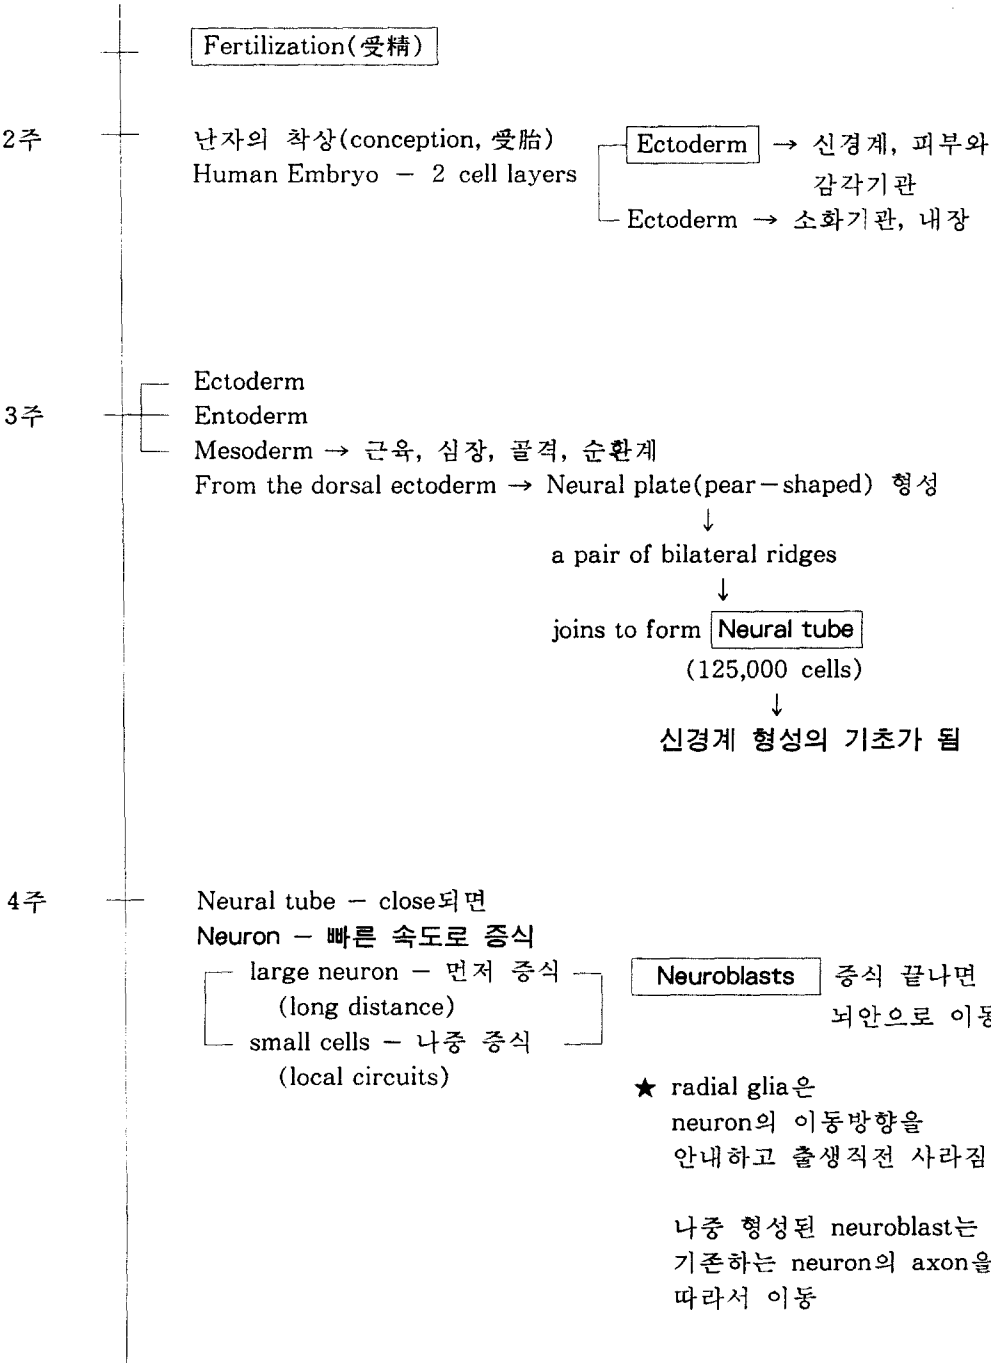 Fertilization(受精)
2주
난자의 착상(conception, 受胎)
Human Embryo - 2 cell layers
Ectoderm → 신경계, 피부와
감각기관
Ectoderm → 소화기관, 내장
3주
Ectoderm
Entoderm
Mesoderm → 근육, 심장, 골격, 순환계
From the dorsal ectoderm → Neural plate(pear-shaped) 형성
↓
a pair of bilateral ridges
↓
joins to form Neural tube
(125,000 cells)
↓
신경계 형성의 기초가 됨
4주
Neural tube - close되면
Neuron - 빠른 속도로 증식
large neuron - 먼저 증식
(long distance)
small cells - 나중 증식
(local circuits)
Neuroblasts 증식 끝나면
뇌안으로 이동
★ radial glia은
neuron의 이동방향을
안내하고 출생직전 사라짐
나중 형성된 neuroblast는
기존하는 neuron의 axon을
따라서 이동